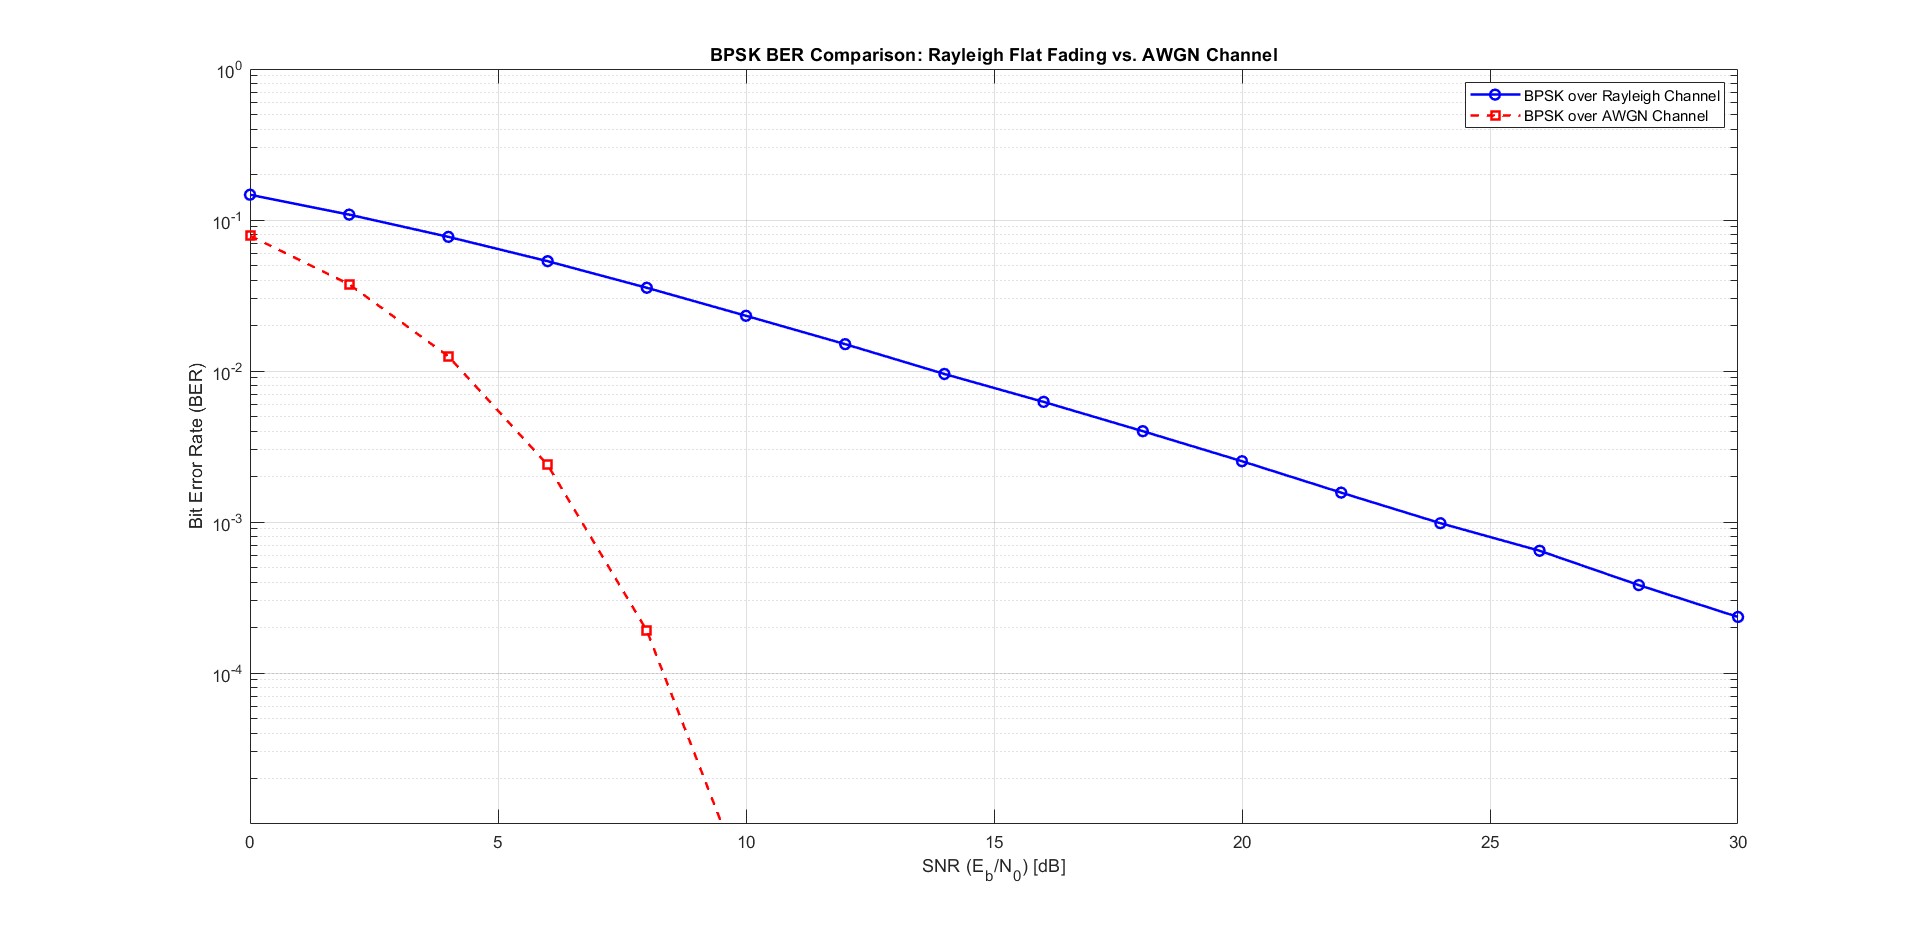 BPSK BER Comparison: Rayleigh Flat Fading vs. AWGN Channel
BPSK over Rayleigh Channel
BPSK over AWGN Channel
Bit Error Rate (BER)
10^0
10^-1
10^-2
10^-3
10^-4
0 5 10 15 20 25 30
SNR (E_b/N_0) [dB]